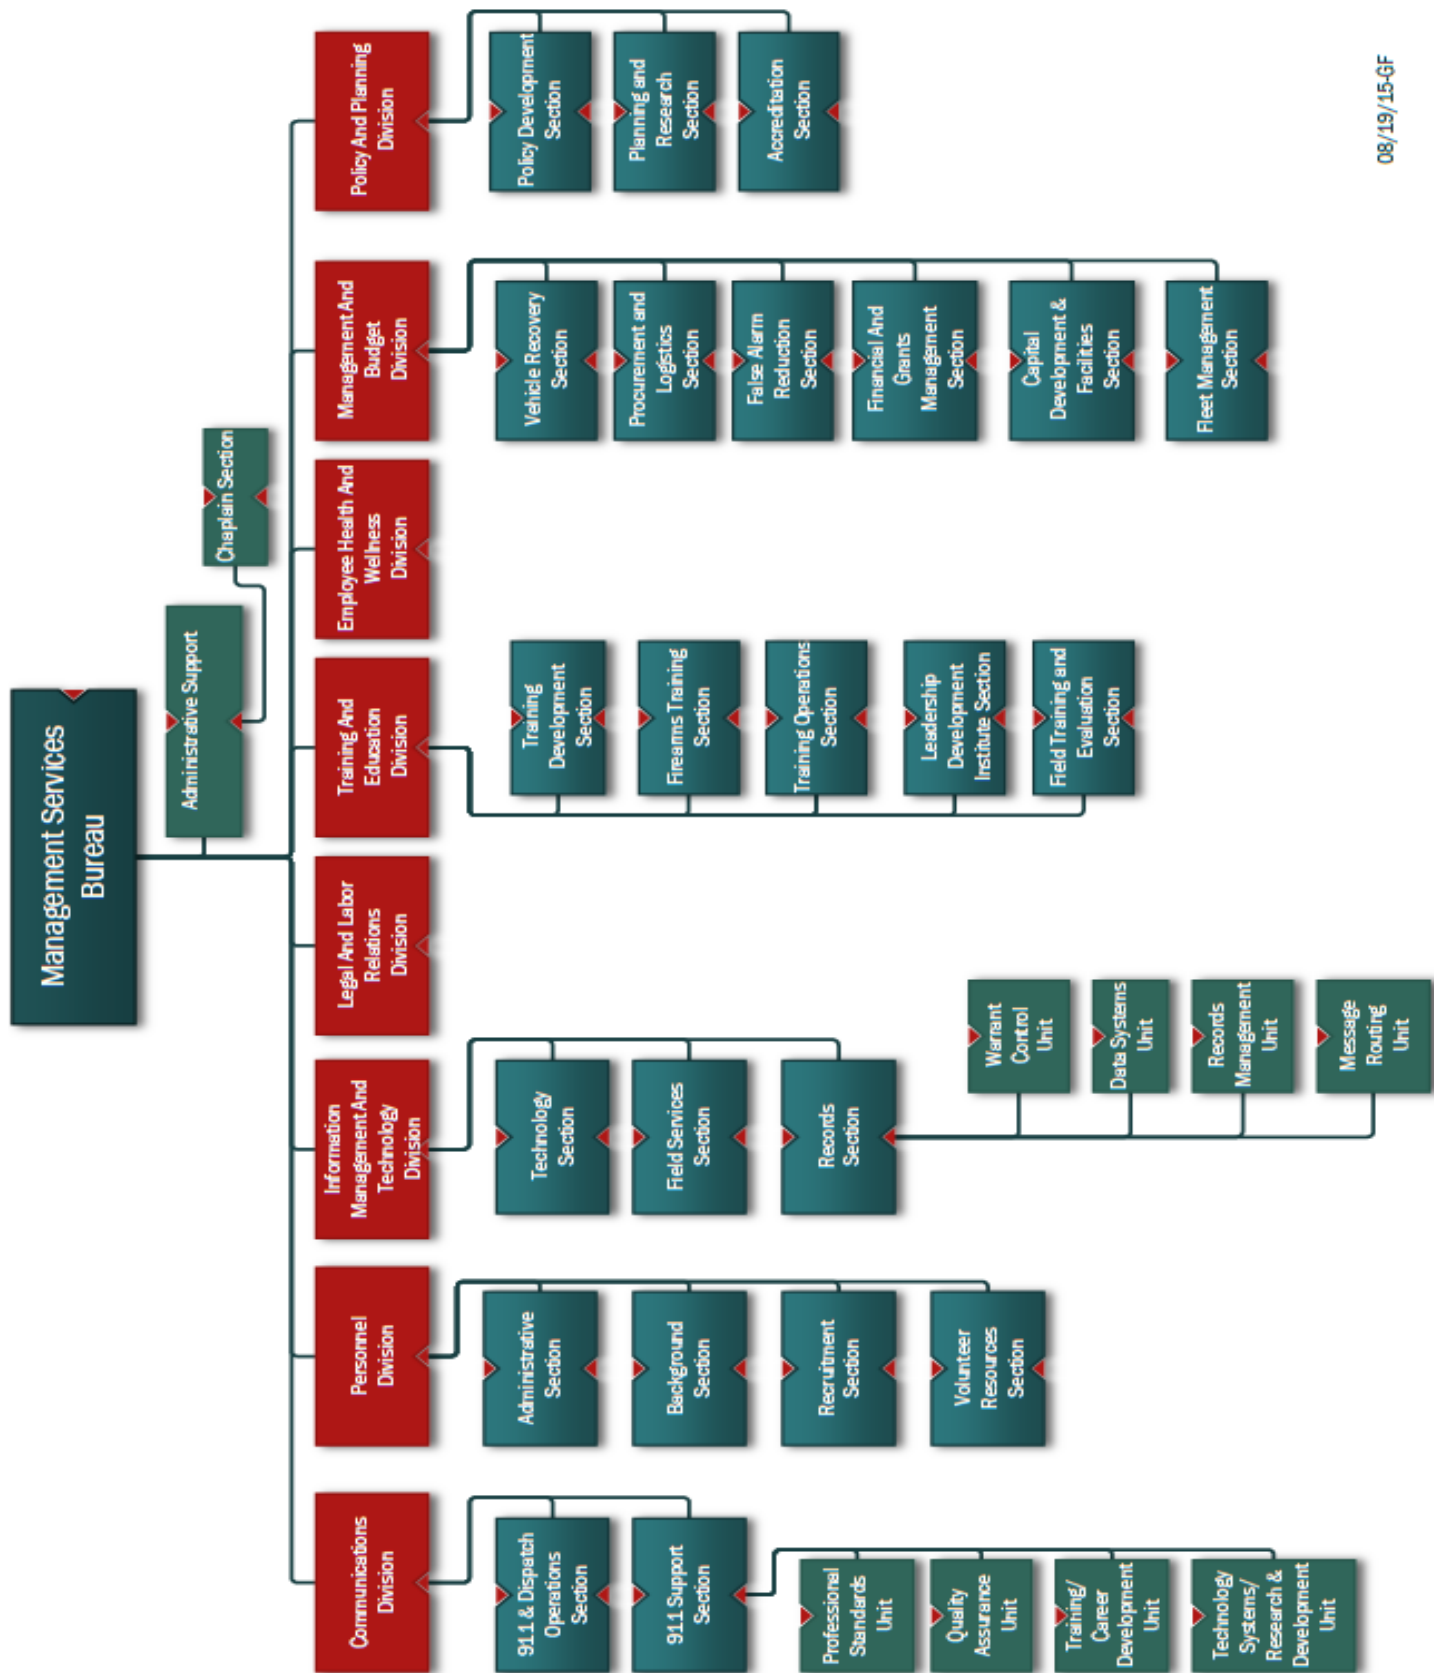 Management Services
Bureau
Administrative Support
Chaplain Section
Communications
Division
911 & Dispatch
Operations
Section
911 Support
Section
Professional
Standards
Unit
Quality
Assurance
Unit
Training/
Career
Development
Unit
Technology
Systems/
Research &
Development
Unit
Personnel
Division
Administrative
Section
Background
Section
Recruitment
Section
Volunteer
Resources
Section
Information
Management And
Technology
Division
Technology
Section
Field Services
Section
Records
Section
Warrant
Control
Unit
Data Systems
Unit
Records
Management
Unit
Message
Routing
Unit
Legal And Labor
Relations
Division
Training And
Education
Division
Training
Development
Section
Firearms Training
Section
Training Operations
Section
Leadership
Development
Institute Section
Field Training and
Evaluation
Section
Employee Health And
Wellness
Division
Management And
Budget
Division
Vehicle Recovery
Section
Procurement and
Logistics
Section
False Alarm
Reduction
Section
Financial And
Grants
Management
Section
Capital
Development &
Facilities
Section
Fleet Management
Section
Policy And Planning
Division
Policy Development
Section
Planning and
Research
Section
Accreditation
Section
08/19/15-GF